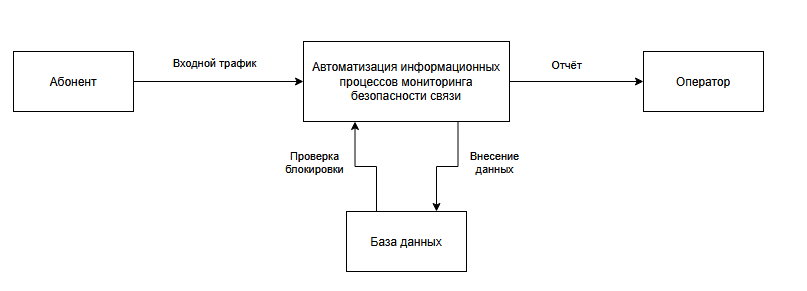 Абонент
Входной трафик
Автоматизация информационных
процессов мониторинга
безопасности связи
Отчёт
Оператор
Проверка
блокировки
Внесение
данных
База данных